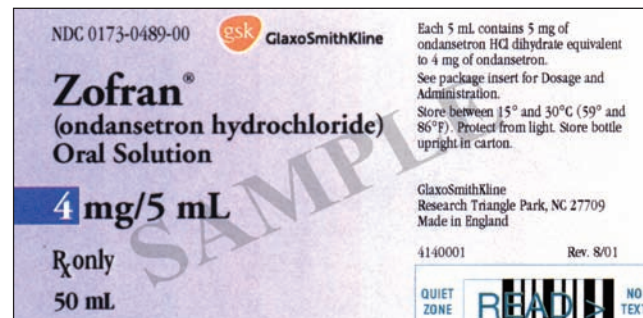 NDC 0173-0489-00
gsk GlaxoSmithKline
Zofran®
(ondansetron hydrochloride)
Oral Solution
4 mg/5 mL
℞ only
50 mL
SAMPLE
Each 5 mL contains 5 mg of
ondansetron HCl dihydrate equivalent
to 4 mg of ondansetron.
See package insert for Dosage and
Administration.
Store between 15° and 30°C (59° and
86°F). Protect from light. Store bottle
upright in carton.
GlaxoSmithKline
Research Triangle Park, NC 27709
Made in England
4140001 Rev. 8/01
QUIET
ZONE
READ >
NO
TEXT